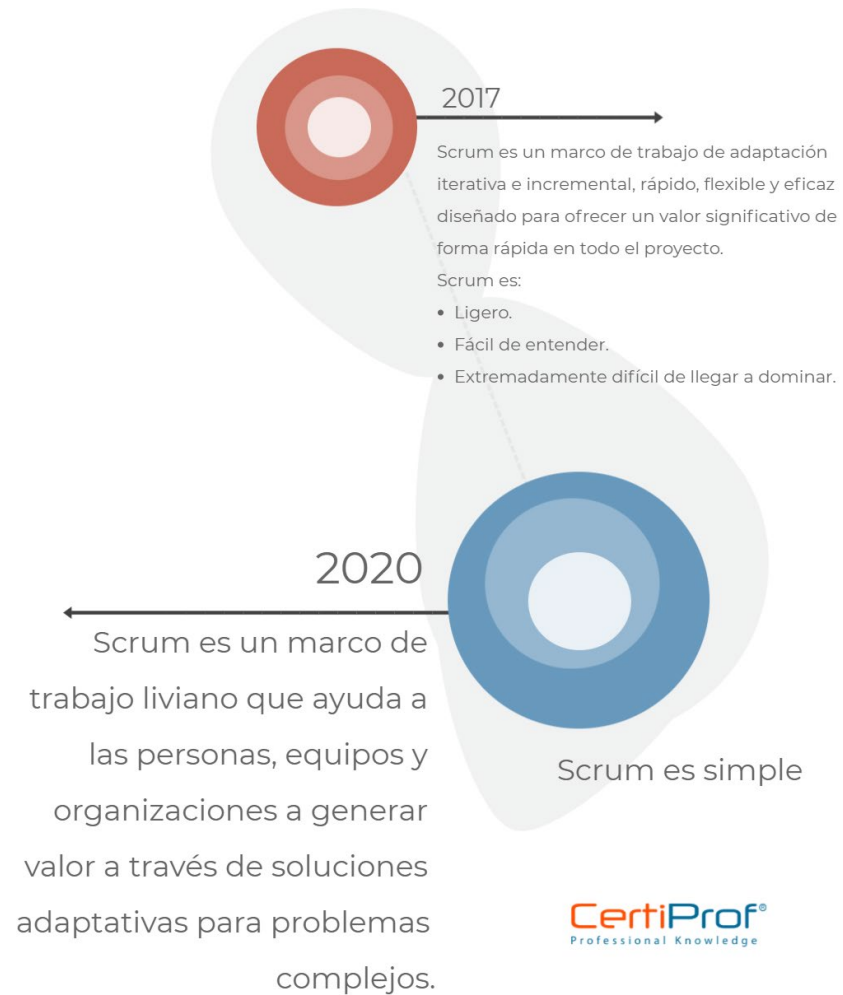 2017
Scrum es un marco de trabajo de adaptación
iterativa e incremental, rápido, flexible y eficaz
diseñado para ofrecer un valor significativo de
forma rápida en todo el proyecto.
Scrum es:
• Ligero.
• Fácil de entender.
• Extremadamente difícil de llegar a dominar.
2020
Scrum es un marco de
trabajo liviano que ayuda a
las personas, equipos y
organizaciones a generar
valor a través de soluciones
adaptativas para problemas
complejos.
Scrum es simple
CertiProf®
Professional Knowledge